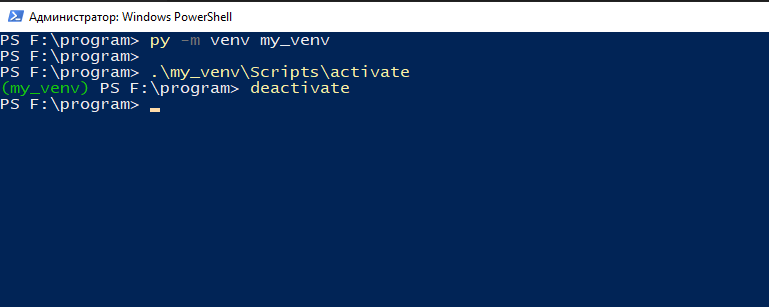 Администратор: Windows PowerShell
PS F:\program> py -m venv my_venv
PS F:\program>
PS F:\program> .\my_venv\Scripts\activate
(my_venv) PS F:\program> deactivate
PS F:\program>